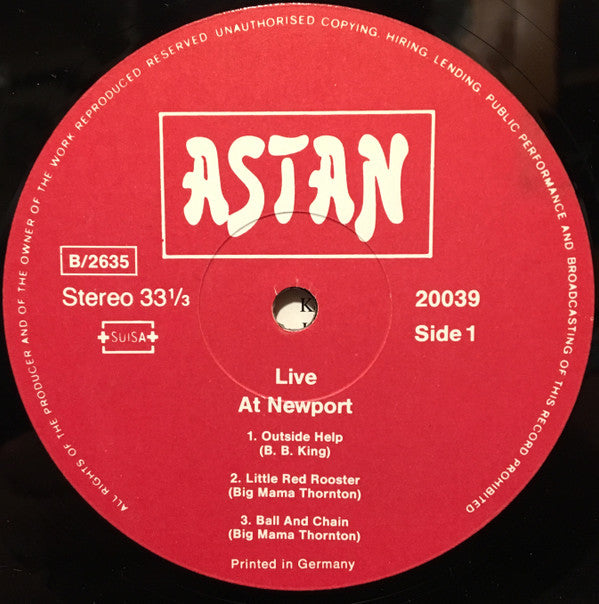 ALL RIGHTS OF THE PRODUCER AND OF THE OWNER OF THE WORK REPRODUCED RESERVED UNAUTHORISED COPYING, HIRING, LENDING, PUBLIC PERFORMANCE AND BROADCASTING OF THIS RECORD PROHIBITED
ASTAN
B/2635
Stereo 33 1/3
20039
SUISA
Side 1
K
Live
At Newport
1. Outside Help
(B. B. King)
2. Little Red Rooster
(Big Mama Thornton)
3. Ball And Chain
(Big Mama Thornton)
Printed in Germany